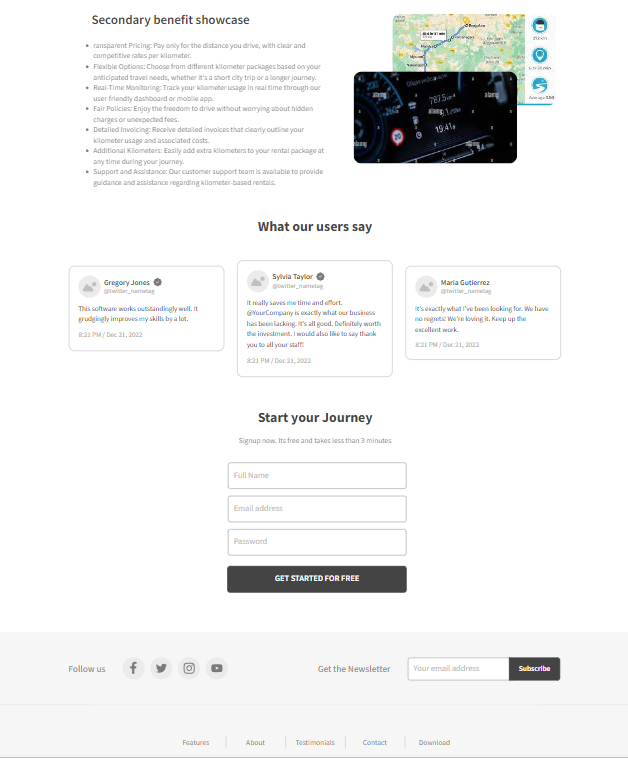 Secondary benefit showcase
ransparent Pricing: Pay only for the distance you drive, with clear and
competitive rates per kilometer.
Flexible Options: Choose from different kilometer packages based on your
anticipated travel needs, whether it's a short city trip or a longer journey.
Real-Time Monitoring: Track your kilometer usage in real time through our
user-friendly dashboard or mobile app.
Fair Policies: Enjoy the freedom to drive without worrying about hidden
charges or unexpected fees.
Detailed Invoicing: Receive detailed invoices that clearly outline your
kilometer usage and associated costs.
Additional Kilometers: Easily add extra kilometers to your rental package at
any time during your journey.
Support and Assistance: Our customer support team is available to provide
guidance and assistance regarding kilometer-based rentals.
alamy
alamy
787.5
19:41
20
alamy
alamy
What our users say
Gregory Jones
@twitter_nametag
This software works outstandingly well. It
grudgingly improves my skills by a lot.
8:21 PM / Dec 21, 2022
Sylvia Taylor
@twitter_nametag
It really saves me time and effort.
@YourCompany is exactly what our business
has been lacking. It's all good. Definitely worth
the investment. I would also like to say thank
you to all your staff!
8:21 PM / Dec 21, 2022
Maria Gutierrez
@twitter_nametag
It's exactly what I've been looking for. We have
no regrets! We're loving it. Keep up the
excellent work.
8:21 PM / Dec 21, 2022
Start your Journey
Signup now. Its free and takes less than 3 minutes
Full Name
Email address
Password
GET STARTED FOR FREE
Follow us
Get the Newsletter
Your email address
Subscribe
Features
About
Testimonials
Contact
Download